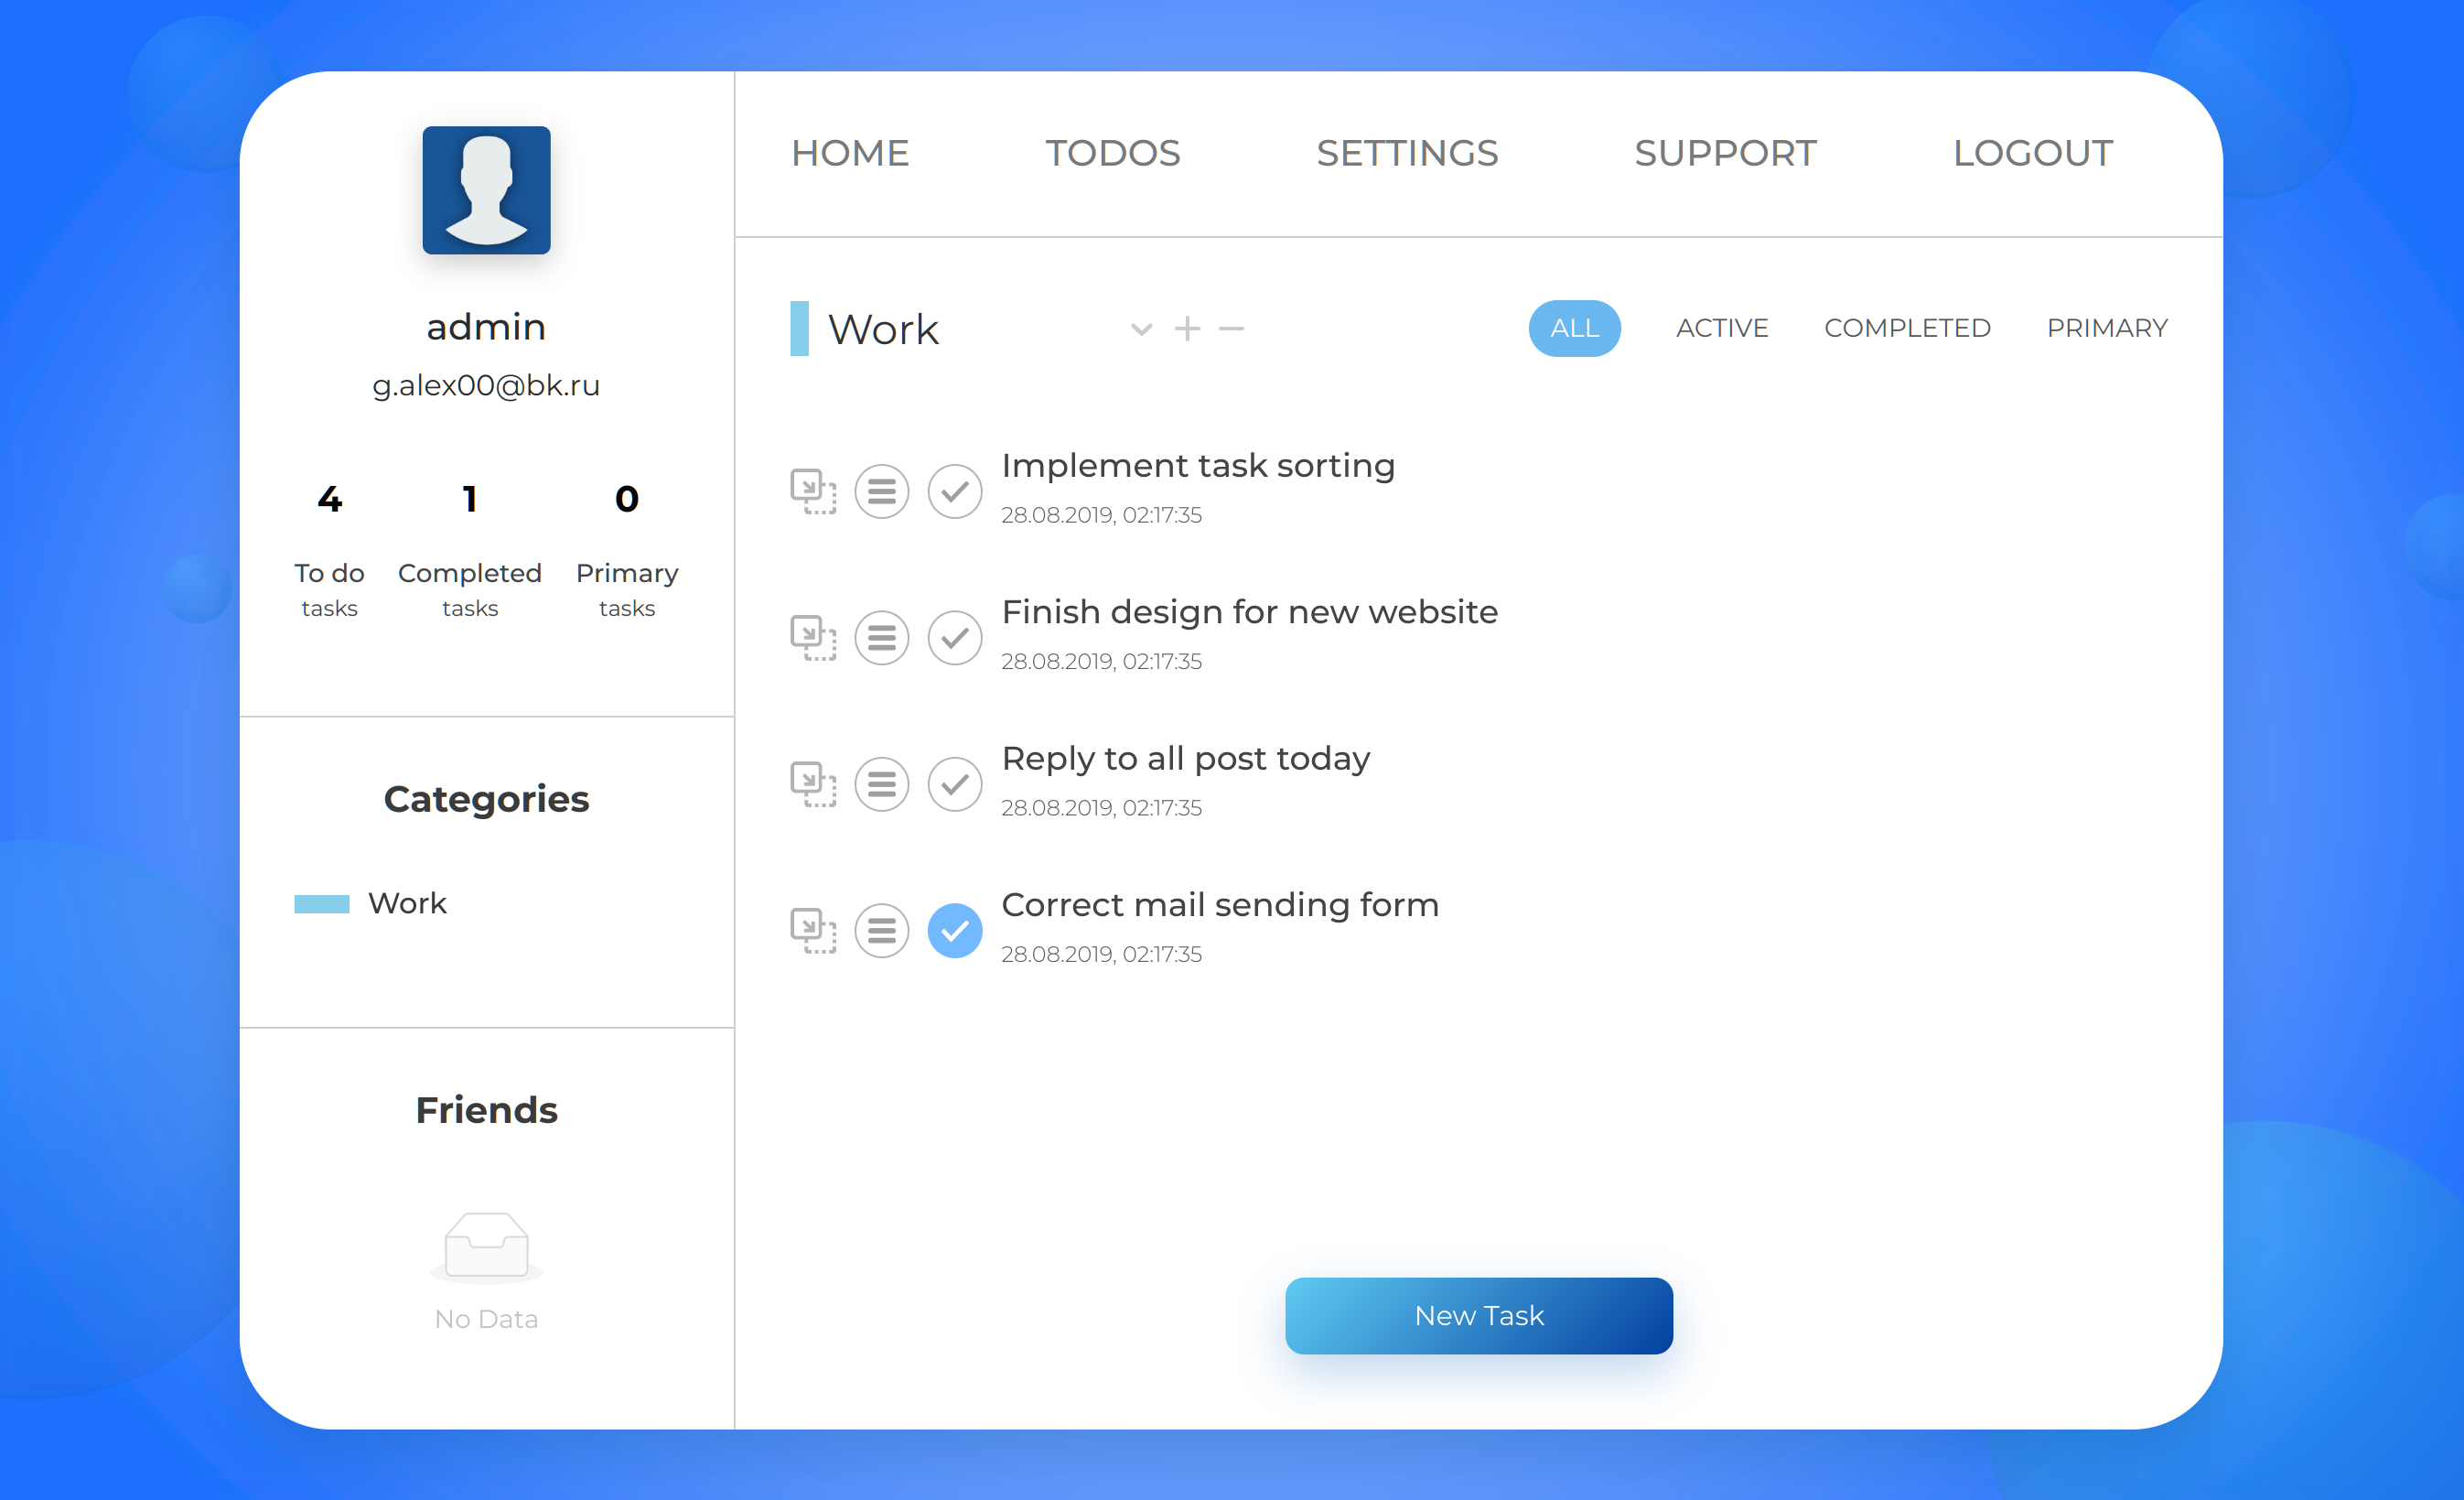 admin
g.alex00@bk.ru
4 1 0
To do Completed Primary
tasks tasks tasks
Categories
Work
Friends
No Data
HOME TODOS SETTINGS SUPPORT LOGOUT
Work
ALL ACTIVE COMPLETED PRIMARY
Implement task sorting
28.08.2019, 02:17:35
Finish design for new website
28.08.2019, 02:17:35
Reply to all post today
28.08.2019, 02:17:35
Correct mail sending form
28.08.2019, 02:17:35
New Task